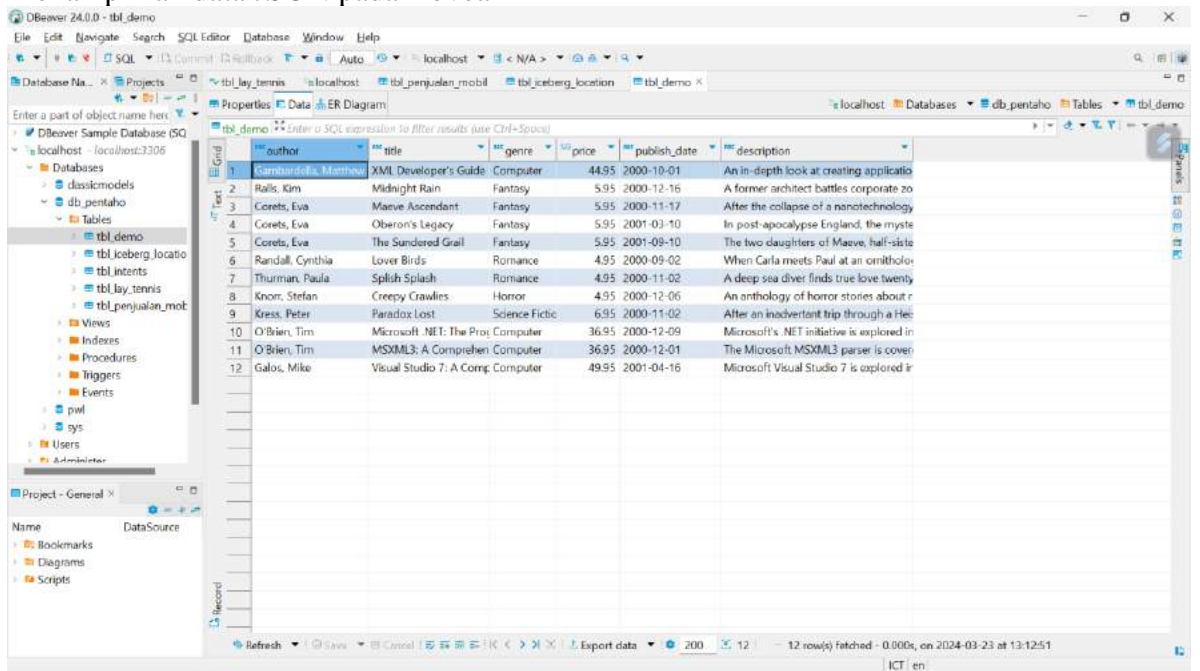 DBeaver 24.0.0 - tbl_demo
File Edit Navigate Search SQL Editor Database Window Help
SQL Commit Rollback Auto localhost < N/A >
Database Na... Projects tbl_lay_tennis localhost tbl_penjualan_mobil tbl_iceberg_location tbl_demo
Properties Data ER Diagram localhost Databases db_pentaho Tables tbl_demo
Enter a part of object name here
tbl_demo Enter a SQL expression to filter results (use Ctrl+Space)
DBeaver Sample Database (SQ
localhost - localhost:3306
Databases
classicmodels
db_pentaho
Tables
tbl_demo
tbl_iceberg_locatio
tbl_intents
tbl_lay_tennis
tbl_penjualan_mob
Views
Indexes
Procedures
Triggers
Events
pwl
sys
Users
Administer
Grid
Text
Record
Panels
author title genre price publish_date description
1 Gambardella, Matthew XML Developer's Guide Computer 44.95 2000-10-01 An in-depth look at creating applicatio
2 Ralls, Kim Midnight Rain Fantasy 5.95 2000-12-16 A former architect battles corporate zo
3 Corets, Eva Maeve Ascendant Fantasy 5.95 2000-11-17 After the collapse of a nanotechnology
4 Corets, Eva Oberon's Legacy Fantasy 5.95 2001-03-10 In post-apocalypse England, the myste
5 Corets, Eva The Sundered Grail Fantasy 5.95 2001-09-10 The two daughters of Maeve, half-siste
6 Randall, Cynthia Lover Birds Romance 4.95 2000-09-02 When Carla meets Paul at an ornitholog
7 Thurman, Paula Splish Splash Romance 4.95 2000-11-02 A deep sea diver finds true love twenty
8 Knorr, Stefan Creepy Crawlies Horror 4.95 2000-12-06 An anthology of horror stories about r
9 Kress, Peter Paradox Lost Science Fictic 6.95 2000-11-02 After an inadvertant trip through a Hei
10 O'Brien, Tim Microsoft .NET: The Prog Computer 36.95 2000-12-09 Microsoft's .NET initiative is explored in
11 O'Brien, Tim MSXML3: A Comprehen Computer 36.95 2000-12-01 The Microsoft MSXML3 parser is covere
12 Galos, Mike Visual Studio 7: A Comp Computer 49.95 2001-04-16 Microsoft Visual Studio 7 is explored in
Project - General
Name DataSource
Bookmarks
Diagrams
Scripts
Refresh Save Cancel Export data 200 12 12 row(s) fetched - 0.000s, on 2024-03-23 at 13:12:51
ICT en